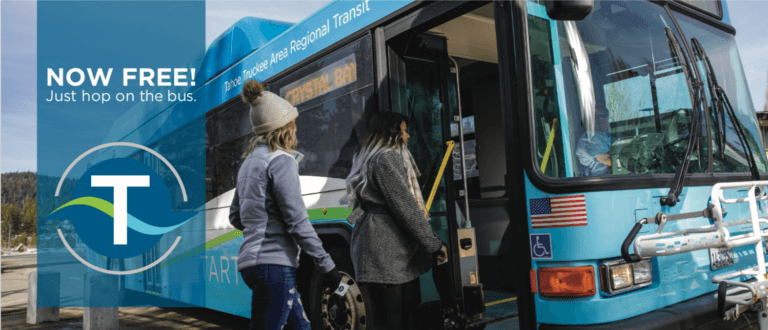 NOW FREE!
Just hop on the bus.
T
Tahoe Truckee Area Regional Transit
CRYSTAL BAY
TART